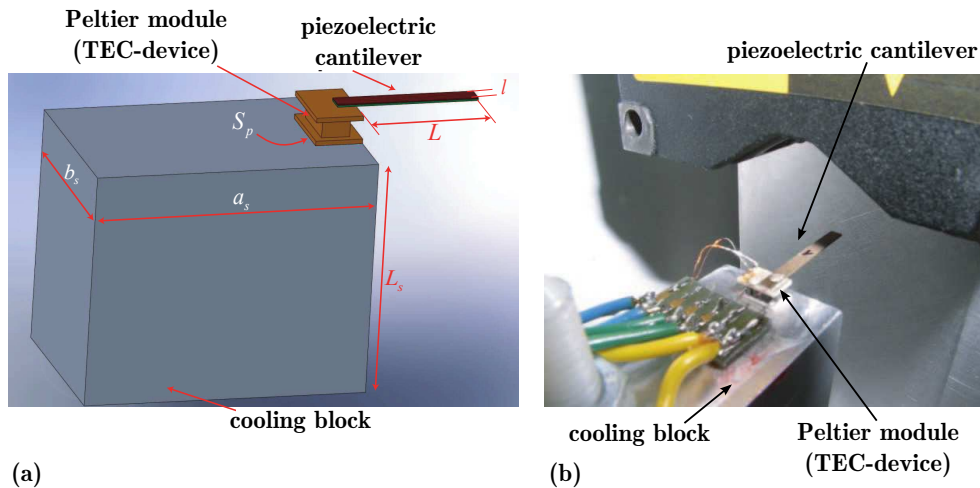 Peltier module
(TEC-device)
piezoelectric
cantilever
l
L
S_p
b_s
a_s
L_s
cooling block
(a)
piezoelectric cantilever
cooling block
Peltier module
(TEC-device)
(b)